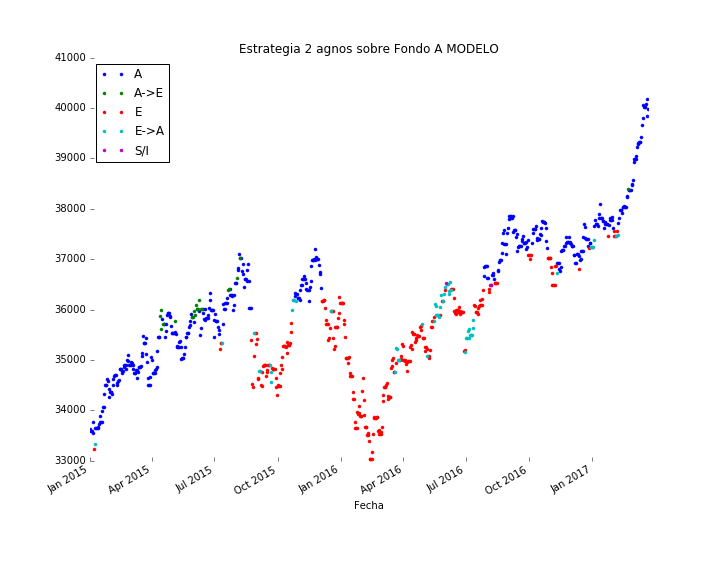 Estrategia 2 agnos sobre Fondo A MODELO
41000
40000
39000
38000
37000
36000
35000
34000
33000
A
A->E
E
E->A
S/I
Jan 2015
Apr 2015
Jul 2015
Oct 2015
Jan 2016
Apr 2016
Jul 2016
Oct 2016
Jan 2017
Fecha